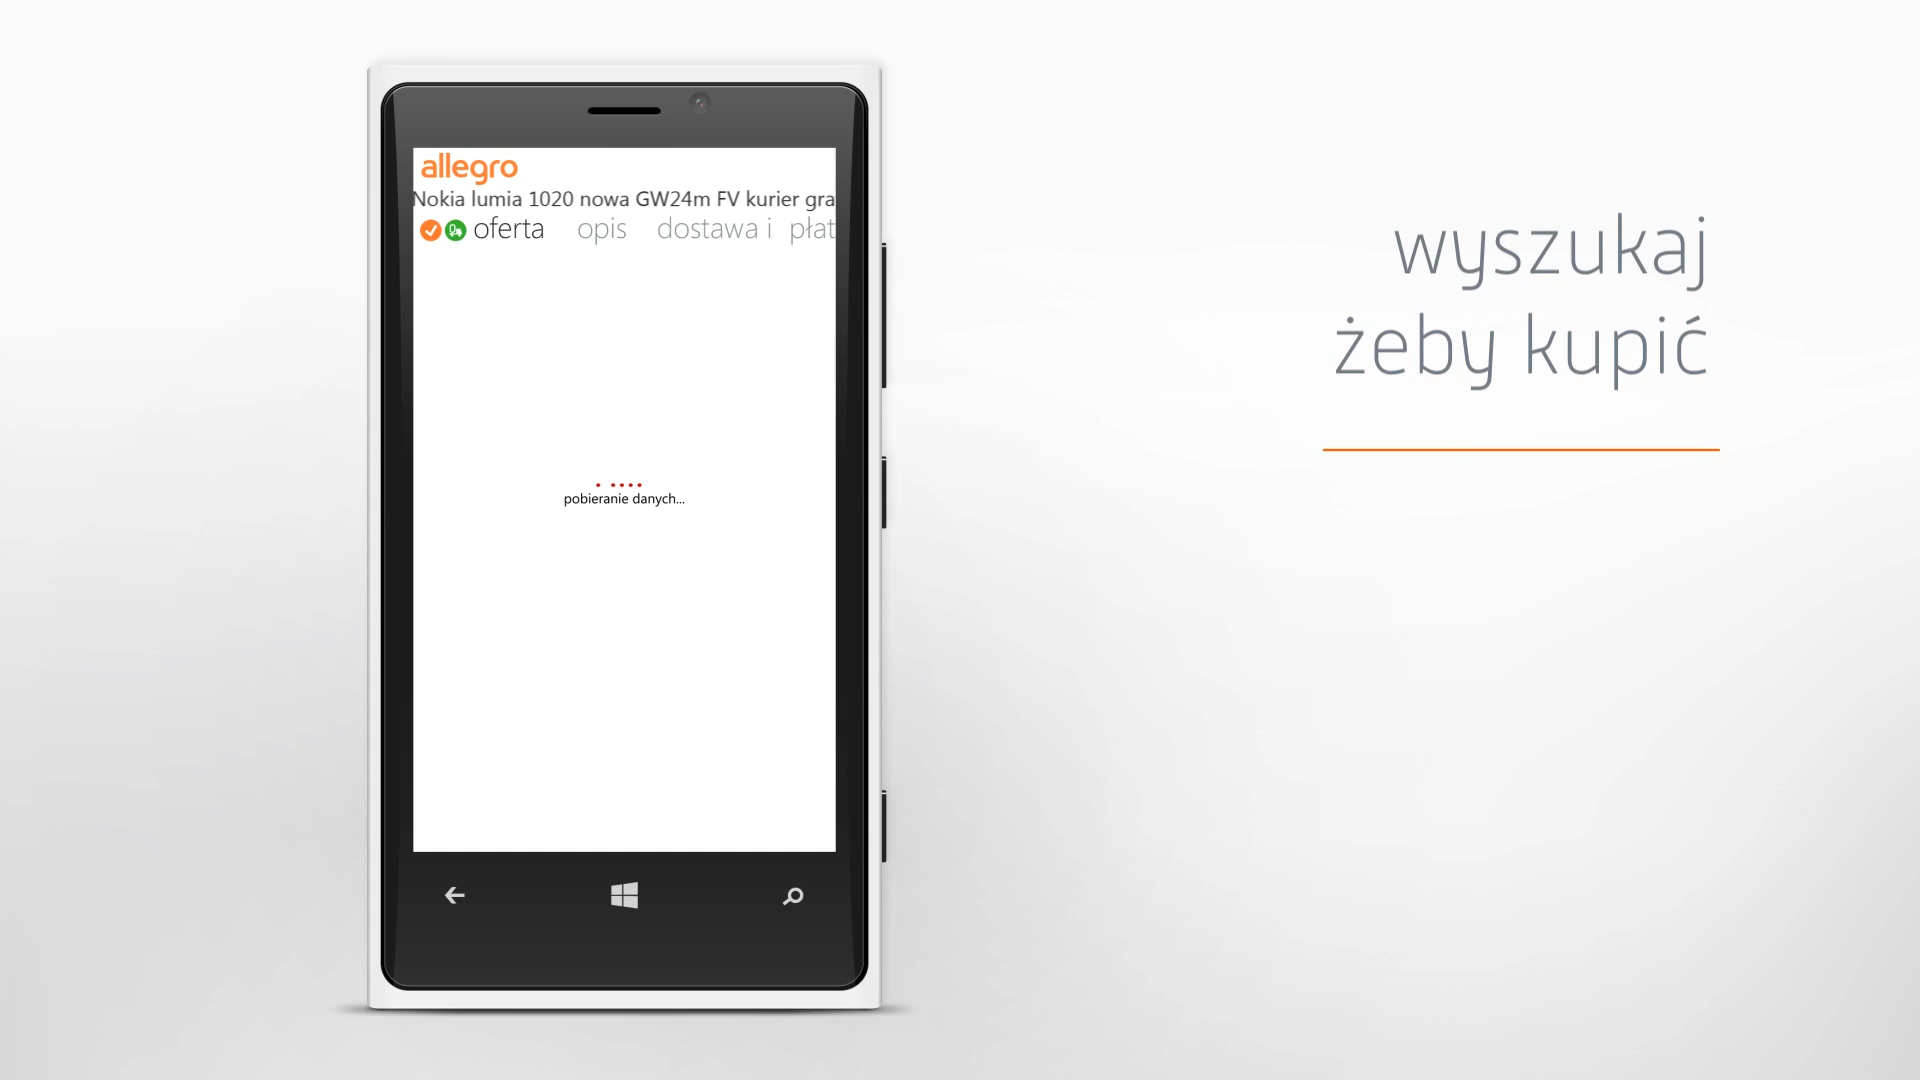 allegro
Nokia lumia 1020 nowa GW24m FV kurier gra
oferta opis dostawa i płat
pobieranie danych...
wyszukaj
żeby kupić